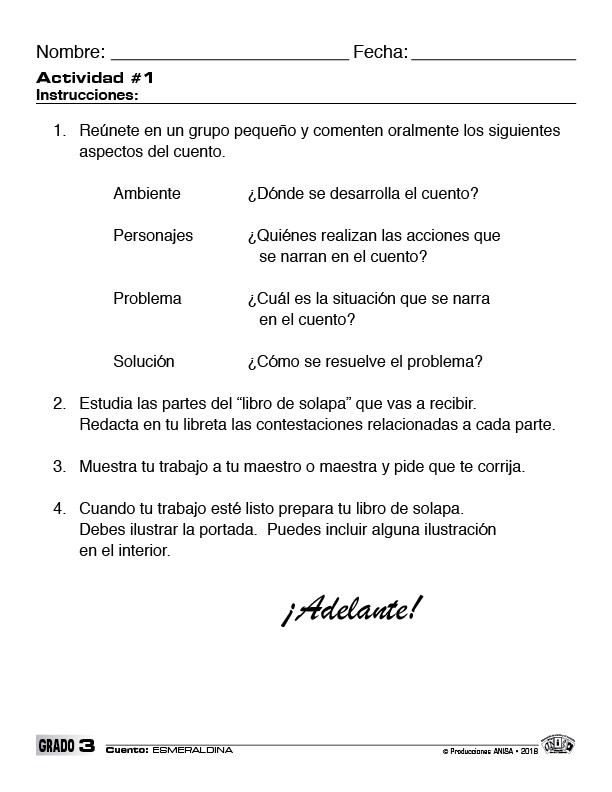 Nombre: ________________________ Fecha: ________________
Actividad #1
Instrucciones:
1. Reúnete en un grupo pequeño y comenten oralmente los siguientes
aspectos del cuento.
Ambiente ¿Dónde se desarrolla el cuento?
Personajes ¿Quiénes realizan las acciones que
se narran en el cuento?
Problema ¿Cuál es la situación que se narra
en el cuento?
Solución ¿Cómo se resuelve el problema?
2. Estudia las partes del “libro de solapa” que vas a recibir.
Redacta en tu libreta las contestaciones relacionadas a cada parte.
3. Muestra tu trabajo a tu maestro o maestra y pide que te corrija.
4. Cuando tu trabajo esté listo prepara tu libro de solapa.
Debes ilustrar la portada. Puedes incluir alguna ilustración
en el interior.
¡Adelante!
GRADO 3 Cuento: ESMERALDINA © Producciones ANISA • 2018 ANISA